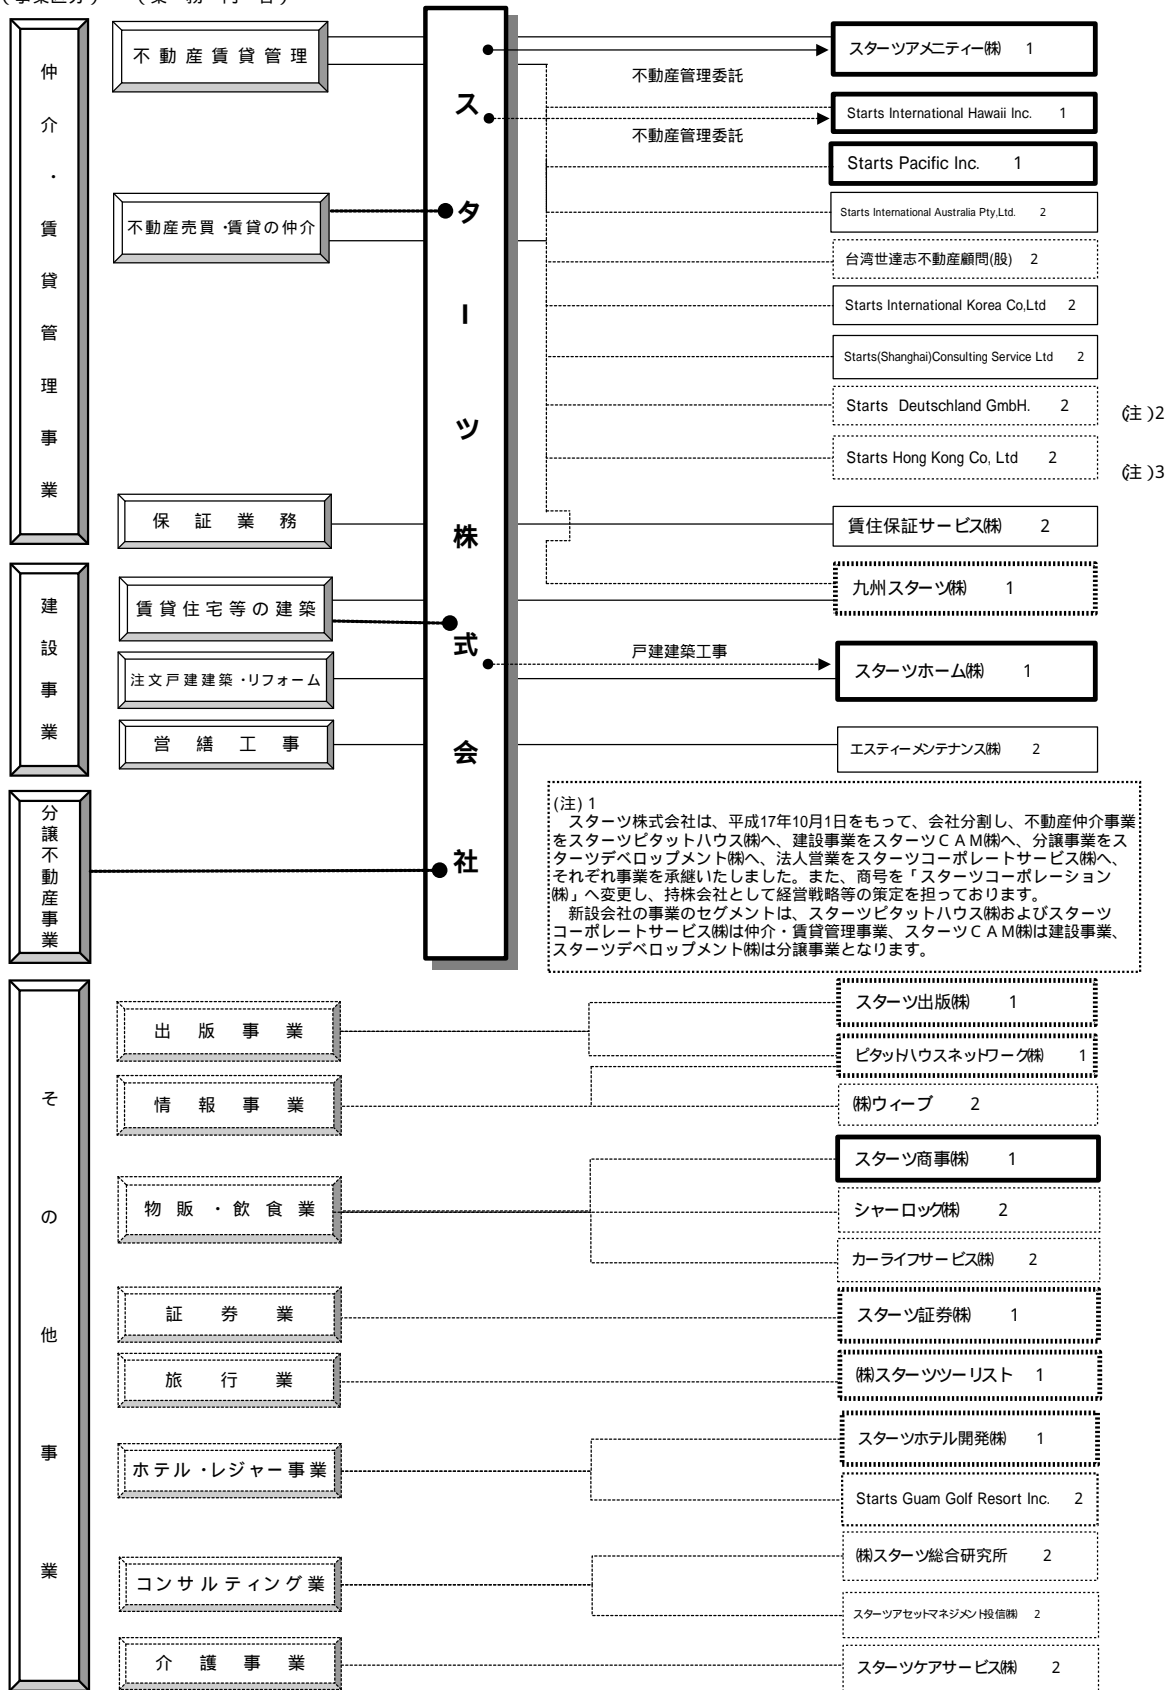 (事業区分) (業 務 内 容)
仲介・賃貸管理事業
不動産賃貸管理
不動産売買・賃貸の仲介
保証業務
スターツ株式会社
スターツアメニティー㈱ 1
不動産管理委託
Starts International Hawaii Inc. 1
不動産管理委託
Starts Pacific Inc. 1
Starts International Australia Pty,Ltd. 2
台湾世達志不動産顧問(股) 2
Starts International Korea Co,Ltd 2
Starts(Shanghai)Consulting Service Ltd 2
Starts Deutschland GmbH. 2 (注)2
Starts Hong Kong Co, Ltd 2 (注)3
賃住保証サービス㈱ 2
九州スターツ㈱ 1
建設事業
賃貸住宅等の建築
注文戸建建築・リフォーム
営繕工事
戸建建築工事
スターツホーム㈱ 1
エスティーメンテナンス㈱ 2
分譲不動産事業
(注)1
スターツ株式会社は、平成17年10月1日をもって、会社分割し、不動産仲介事業
をスターツピタットハウス㈱へ、建設事業をスターツCAM㈱へ、分譲事業をス
ターツデベロップメント㈱へ、法人営業をスターツコーポレートサービス㈱へ、
それぞれ事業を承継いたしました。また、商号を「スターツコーポレーション
㈱」へ変更し、持株会社として経営戦略等の策定を担っております。
新設会社の事業のセグメントは、スターツピタットハウス㈱およびスターツ
コーポレートサービス㈱は仲介・賃貸管理事業、スターツCAM㈱は建設事業、
スターツデベロップメント㈱は分譲事業となります。
その他事業
出版事業
スターツ出版㈱ 1
ピタットハウスネットワーク㈱ 1
情報事業
㈱ウィーブ 2
物販・飲食業
スターツ商事㈱ 1
シャーロック㈱ 2
カーライフサービス㈱ 2
証券業
スターツ証券㈱ 1
旅行業
㈱スターツツーリスト 1
ホテル・レジャー事業
スターツホテル開発㈱ 1
Starts Guam Golf Resort Inc. 2
コンサルティング業
㈱スターツ総合研究所 2
スターツアセットマネジメント投信㈱ 2
介護事業
スターツケアサービス㈱ 2